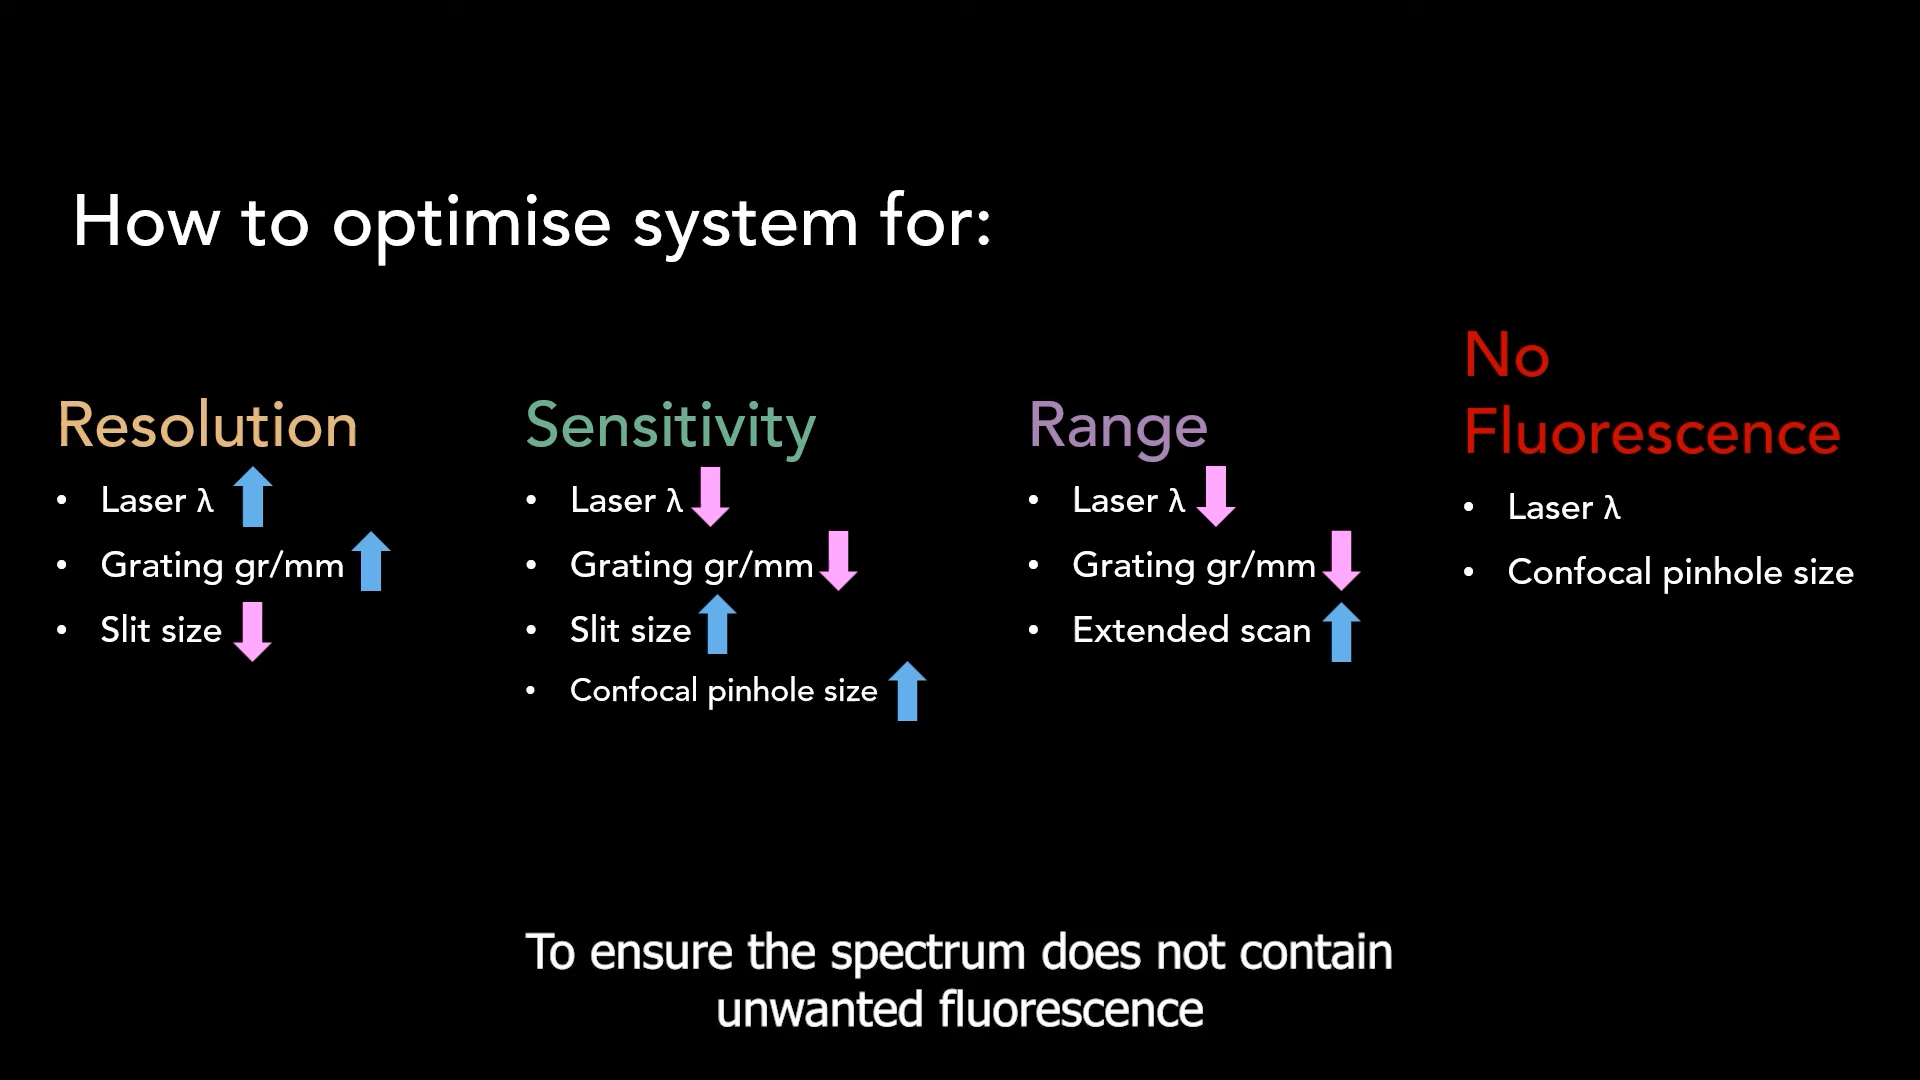 How to optimise system for:
Resolution
• Laser λ
• Grating gr/mm
• Slit size
Sensitivity
• Laser λ
• Grating gr/mm
• Slit size
• Confocal pinhole size
Range
• Laser λ
• Grating gr/mm
• Extended scan
No
Fluorescence
• Laser λ
• Confocal pinhole size
To ensure the spectrum does not contain
unwanted fluorescence